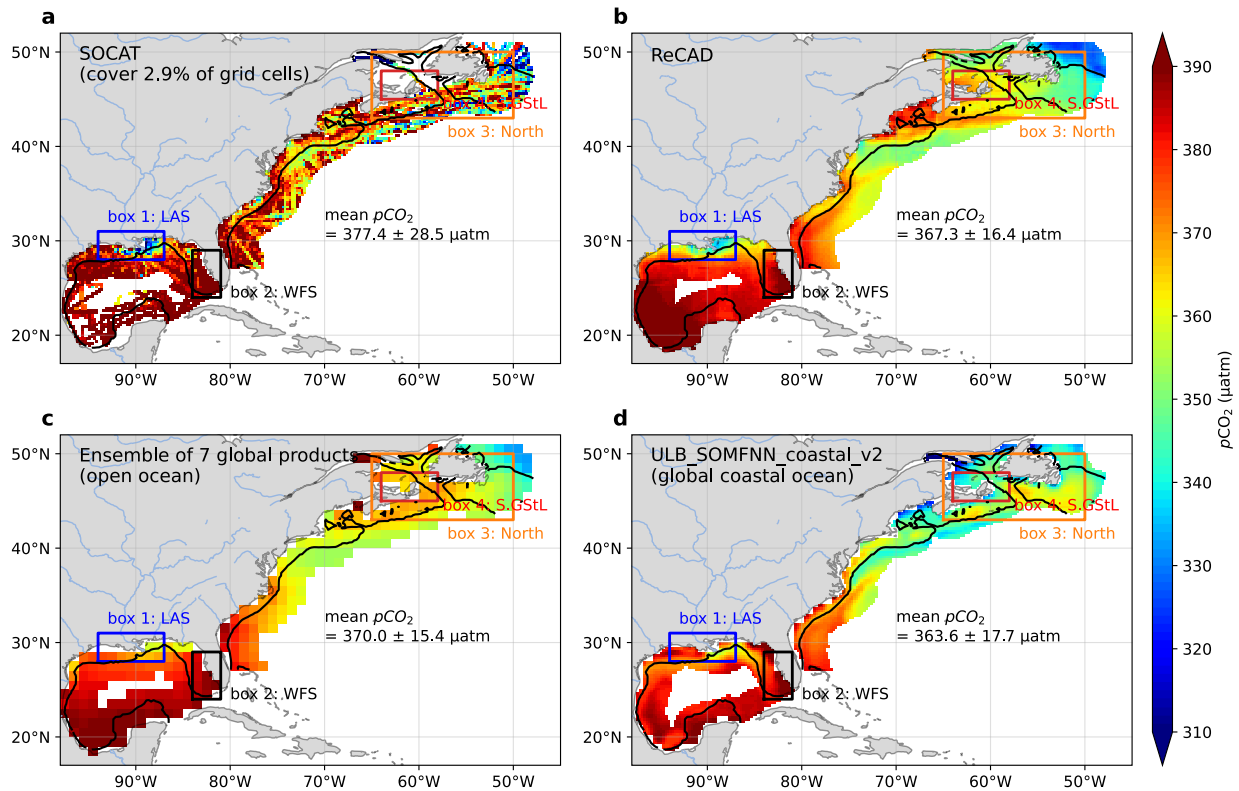 a
SOCAT
(cover 2.9% of grid cells)
50°N
40°N
30°N
20°N
box 4: S.GStL
box 3: North
box 1: LAS
mean pCO₂
= 377.4 ± 28.5 μatm
box 2: WFS
90°W 80°W 70°W 60°W 50°W
b
ReCAD
50°N
40°N
30°N
20°N
box 4: S.GStL
box 3: North
box 1: LAS
mean pCO₂
= 367.3 ± 16.4 μatm
box 2: WFS
90°W 80°W 70°W 60°W 50°W
c
Ensemble of 7 global products
(open ocean)
50°N
40°N
30°N
20°N
box 4: S.GStL
box 3: North
box 1: LAS
mean pCO₂
= 370.0 ± 15.4 μatm
box 2: WFS
90°W 80°W 70°W 60°W 50°W
d
ULB_SOMFNN_coastal_v2
(global coastal ocean)
50°N
40°N
30°N
20°N
box 4: S.GStL
box 3: North
box 1: LAS
mean pCO₂
= 363.6 ± 17.7 μatm
box 2: WFS
90°W 80°W 70°W 60°W 50°W
390
380
370
360
350
340
330
320
310
pCO₂ (μatm)